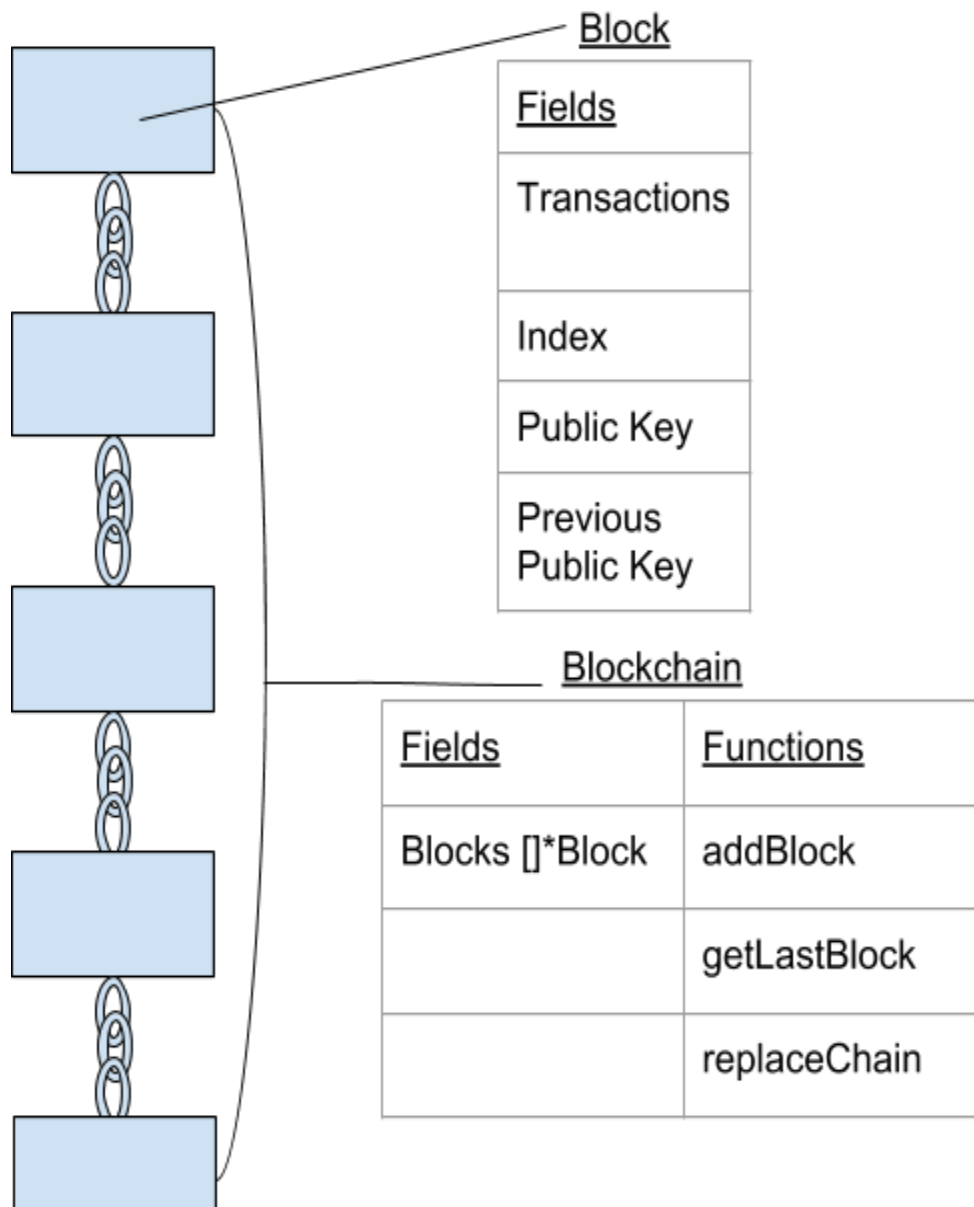 Block
Fields
Transactions
Index
Public Key
Previous
Public Key
Blockchain
Fields
Functions
Blocks []*Block
addBlock
getLastBlock
replaceChain